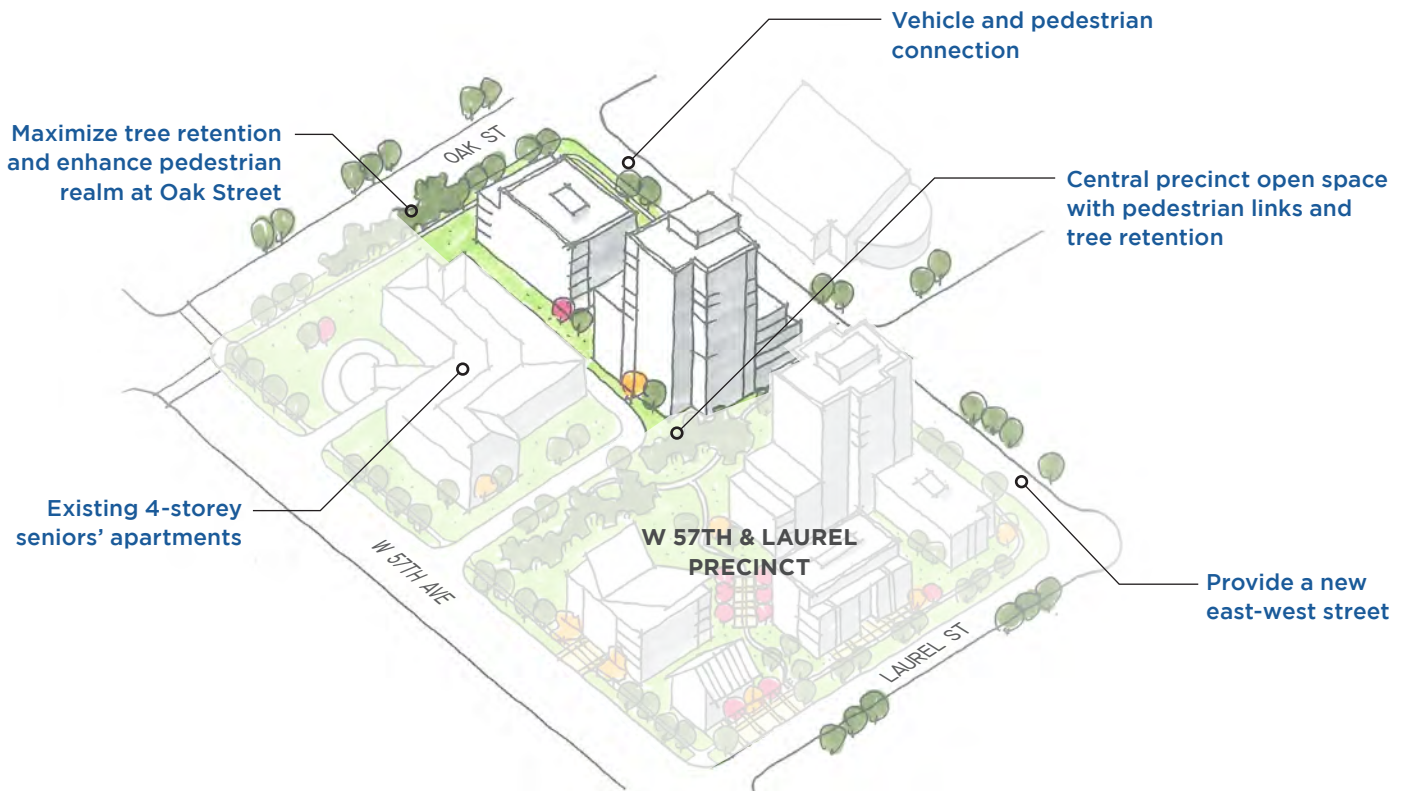 Vehicle and pedestrian
connection
Maximize tree retention
and enhance pedestrian
realm at Oak Street
OAK ST
Central precinct open space
with pedestrian links and
tree retention
Existing 4-storey
seniors’ apartments
W 57TH AVE
W 57TH & LAUREL
PRECINCT
Provide a new
east-west street
LAUREL ST